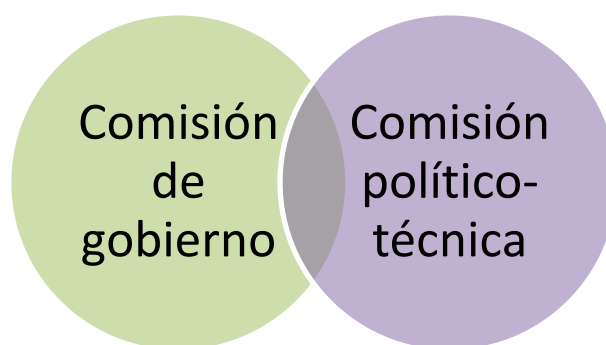 Comisión
de
gobierno
Comisión
político-
técnica